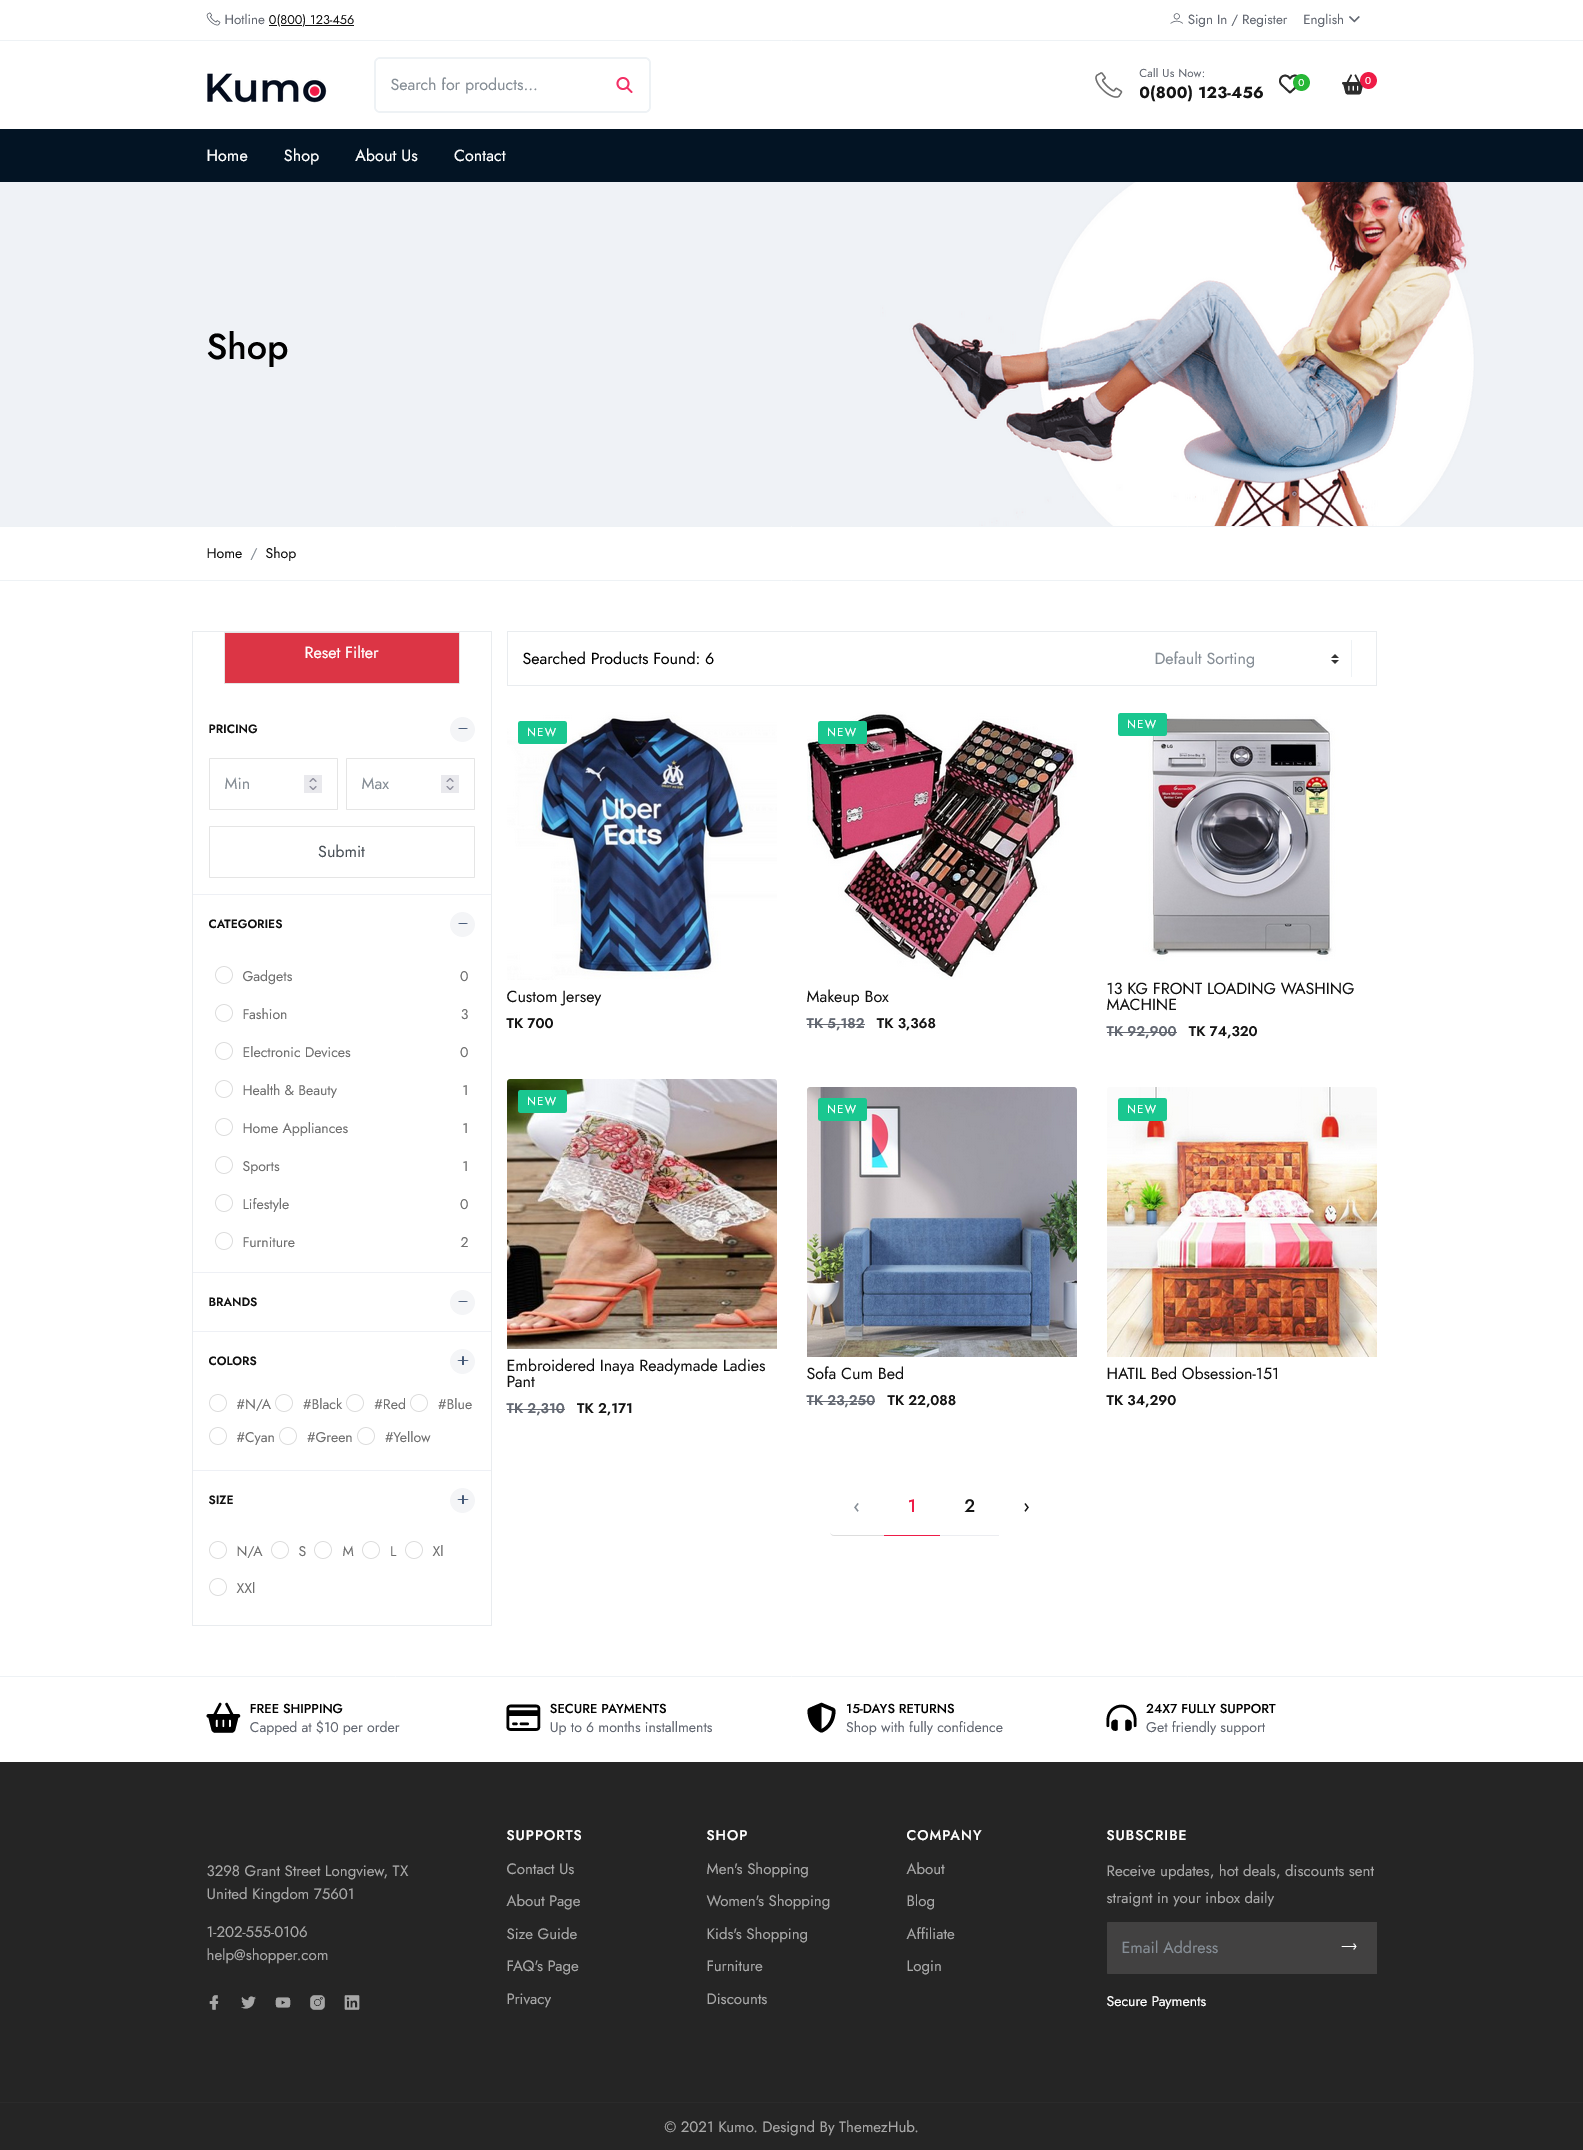 Hotline 0(800) 123-456
Sign In / Register English
Kumo
Search for products...
Call Us Now:
0(800) 123-456
0
0
Home Shop About Us Contact
Shop
Home / Shop
Reset Filter
PRICING
Min Max
Submit
CATEGORIES
Gadgets 0
Fashion 3
Electronic Devices 0
Health & Beauty 1
Home Appliances 1
Sports 1
Lifestyle 0
Furniture 2
BRANDS
COLORS
#N/A #Black #Red #Blue
#Cyan #Green #Yellow
SIZE
N/A S M L Xl
XXl
Searched Products Found: 6
Default Sorting
NEW
Uber
Eats
Custom Jersey
TK 700
NEW
Makeup Box
TK 5,182 TK 3,368
NEW
LG
13 KG FRONT LOADING WASHING
MACHINE
TK 92,900 TK 74,320
NEW
Embroidered Inaya Readymade Ladies
Pant
TK 2,310 TK 2,171
NEW
Sofa Cum Bed
TK 23,250 TK 22,088
NEW
HATIL Bed Obsession-151
TK 34,290
‹ 1 2 ›
FREE SHIPPING
Capped at $10 per order
SECURE PAYMENTS
Up to 6 months installments
15-DAYS RETURNS
Shop with fully confidence
24X7 FULLY SUPPORT
Get friendly support
3298 Grant Street Longview, TX
United Kingdom 75601
1-202-555-0106
help@shopper.com
SUPPORTS
Contact Us
About Page
Size Guide
FAQ's Page
Privacy
SHOP
Men's Shopping
Women's Shopping
Kid's Shopping
Furniture
Discounts
COMPANY
About
Blog
Affiliate
Login
SUBSCRIBE
Receive updates, hot deals, discounts sent
straignt in your inbox daily
Email Address
Secure Payments
© 2021 Kumo. Designd By ThemezHub.